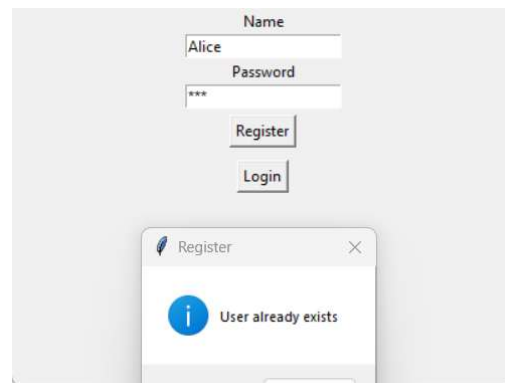 Name
Alice
Password
***
Register
Login
Register
User already exists